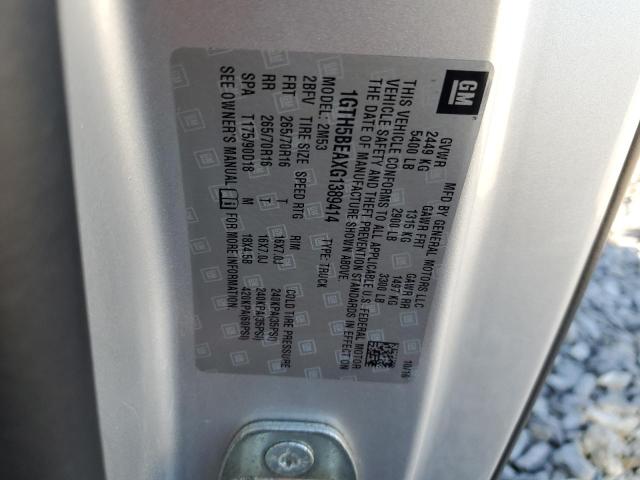 GM
MFD BY GENERAL MOTORS LLC 10/16
GVWR GAWR FRT GAWR RR
2449 KG 1315 KG 1497 KG
5400 LB 2900 LB 3300 LB
THIS VEHICLE CONFORMS TO ALL APPLICABLE U.S. FEDERAL MOTOR
VEHICLE SAFETY AND THEFT PREVENTION STANDARDS IN EFFECT ON
THE DATE OF MANUFACTURE SHOWN ABOVE.
1GTH5BEAXG1389414 TYPE: TRUCK
MODEL: 2M53
2BFV TIRE SIZE SPEED RTG RIM COLD TIRE PRESSURE
FRT 265/70R16 T 16X7.0J 240KPA(35PSI)
RR 265/70R16 T 16X7.0J 240KPA(35PSI)
SPA T175/90D18 M 18X4.5B 420KPA(60PSI)
SEE OWNER'S MANUAL FOR MORE INFORMATION.